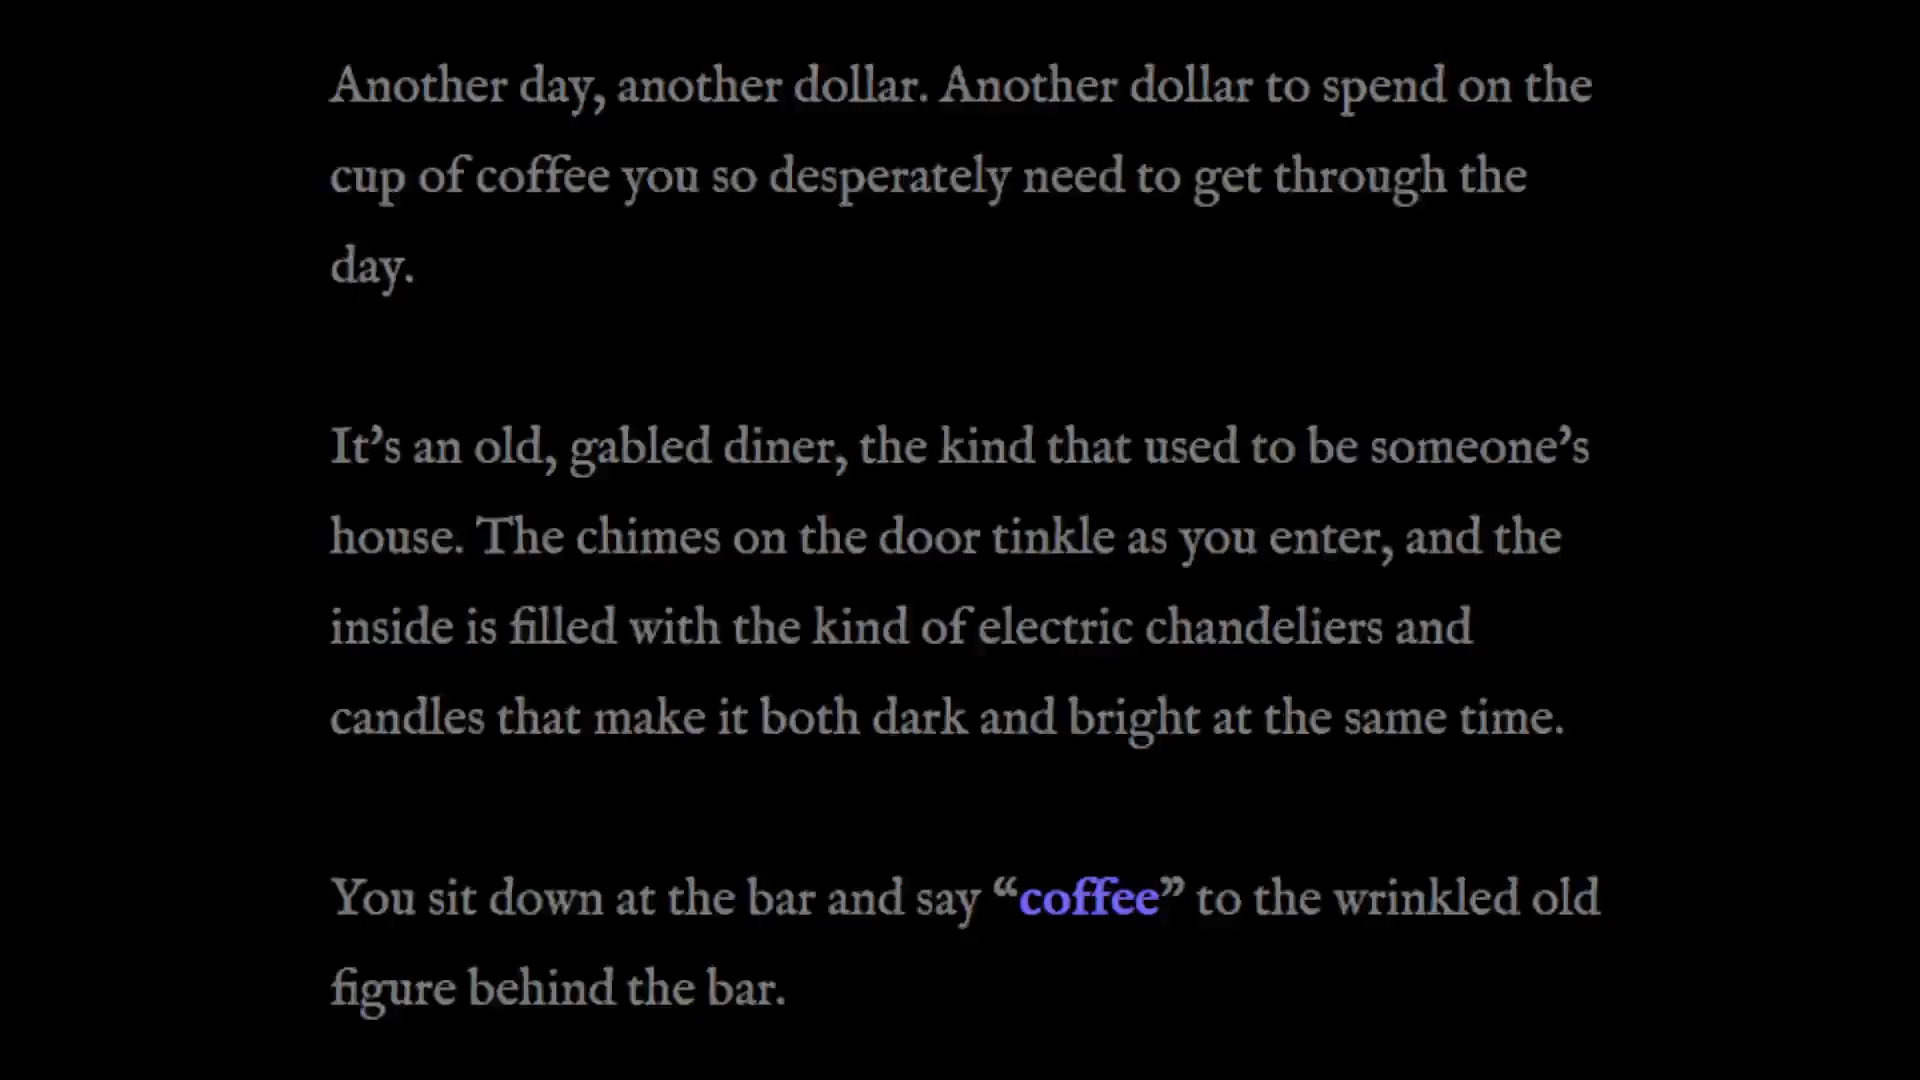 Another day, another dollar. Another dollar to spend on the
cup of coffee you so desperately need to get through the
day.
It’s an old, gabled diner, the kind that used to be someone’s
house. The chimes on the door tinkle as you enter, and the
inside is filled with the kind of electric chandeliers and
candles that make it both dark and bright at the same time.
You sit down at the bar and say “coffee” to the wrinkled old
figure behind the bar.